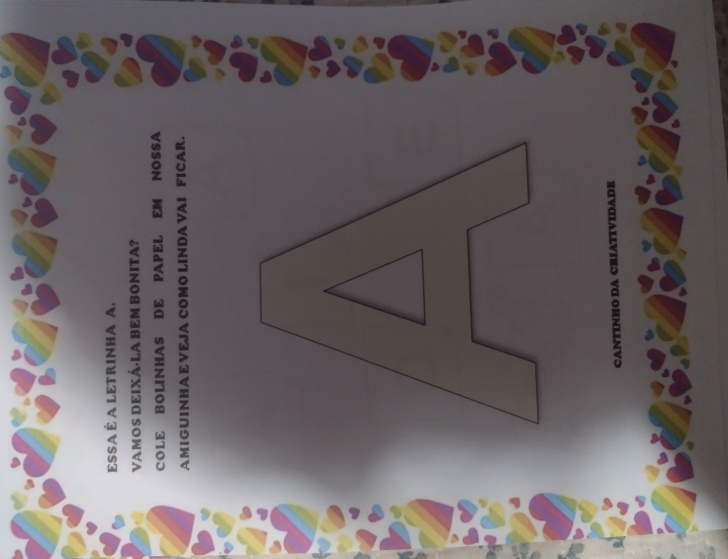 ESSA É A LETRINHA A.
VAMOS DEIXÁ-LA BEM BONITA?
COLE BOLINHAS DE PAPEL EM NOSSA
AMIGUINHA E VEJA COMO LINDA VAI FICAR.
A
CANTINHO DA CRIATIVIDADE